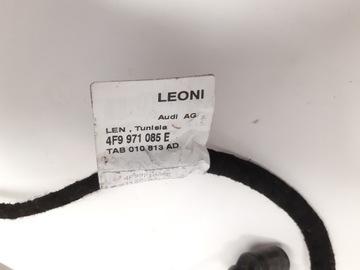 LEONI
Audi AG
LEN , Tunisia
4F9 971 085 E
TAB 010 813 AD